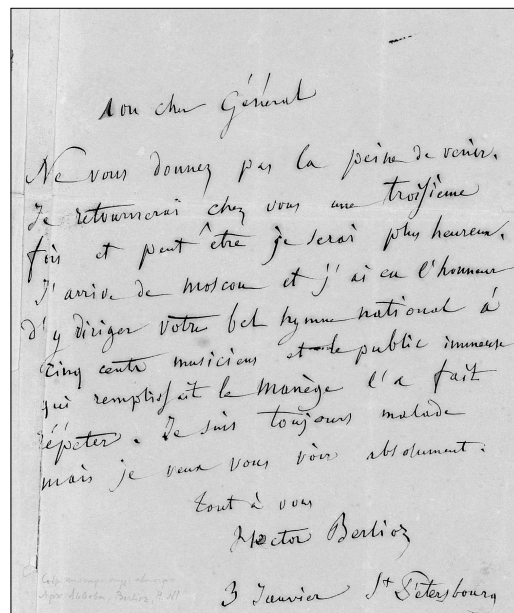 Mon cher Général
Ne vous donnez pas la peine de venir.
Je retournerai chez vous une troisième
fois et peut être je serai plus heureux.
J'arrive de Moscou et j'ai eu l'honneur
d'y diriger votre bel hymne national à
cinq cents musiciens et le public immense
qui remplissait le Manège l'a fait
répéter. Je suis toujours malade
mais je veux vous voir absolument.
tout à vous
Hector Berlioz
3 Janvier St Pétersbourg